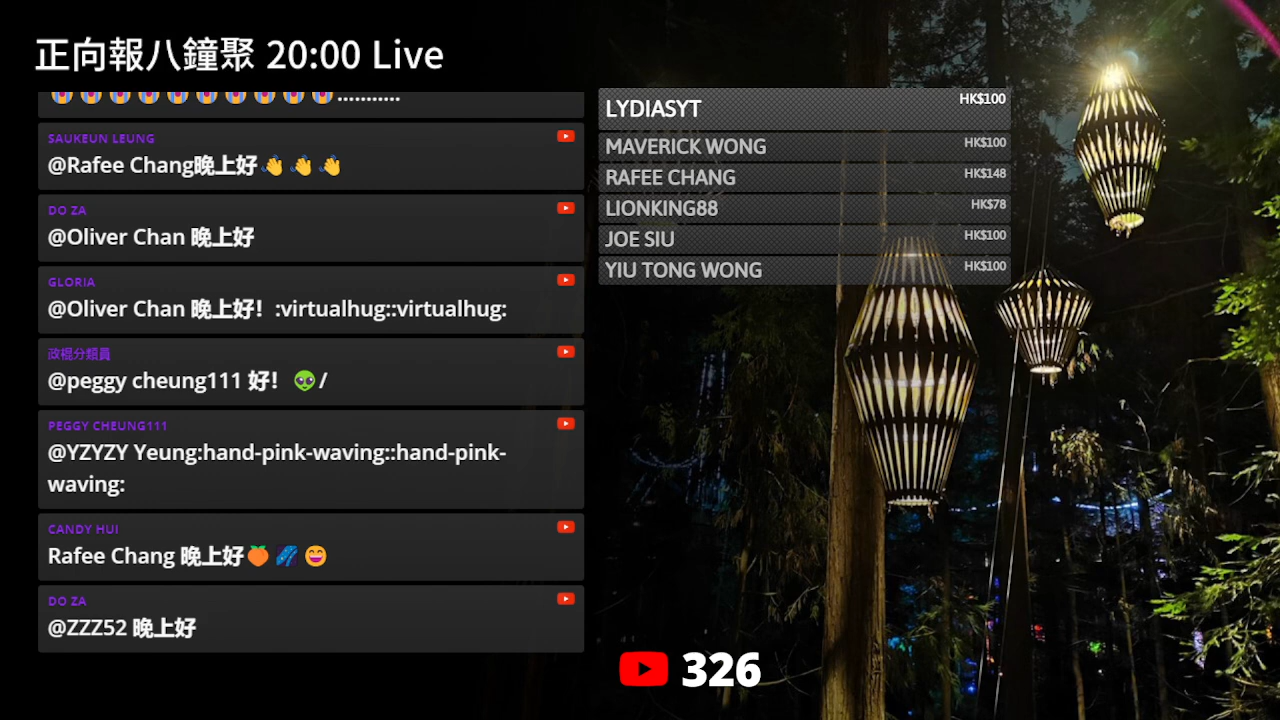 正向報八鐘聚 20:00 Live
😭😭😭😭😭😭😭😭😭😭...........
SAUKEUN LEUNG
@Rafee Chang晚上好👋👋👋
DO ZA
@Oliver Chan 晚上好
GLORIA
@Oliver Chan 晚上好！:virtualhug::virtualhug:
政棍分類員
@peggy cheung111 好！👽/
PEGGY CHEUNG111
@YZYZY Yeung:hand-pink-waving::hand-pink-
waving:
CANDY HUI
Rafee Chang 晚上好🍑🌌😄
DO ZA
@ZZZ52 晚上好
LYDIASYT HK$100
MAVERICK WONG HK$100
RAFEE CHANG HK$148
LIONKING88 HK$78
JOE SIU HK$100
YIU TONG WONG HK$100
326